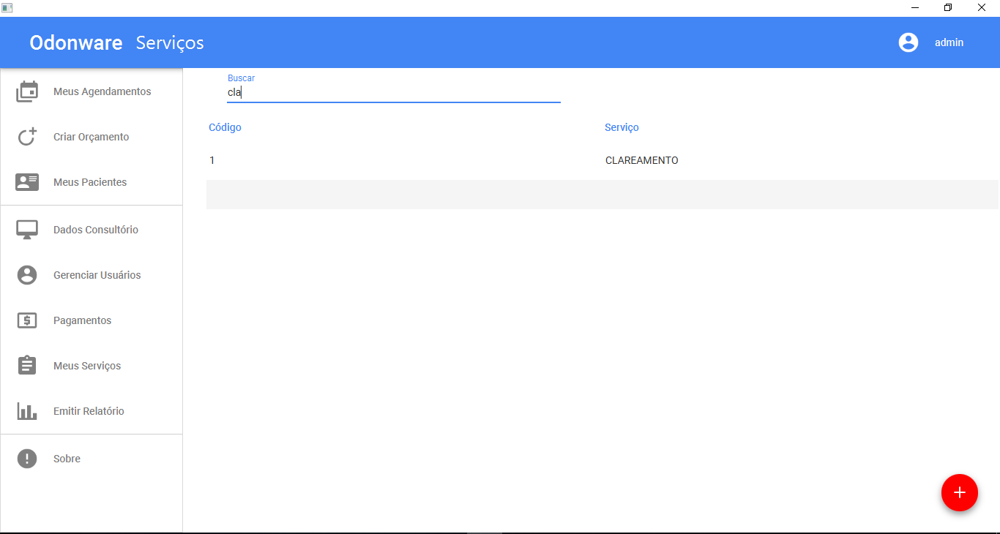 Odonware Serviços
admin
Meus Agendamentos
Criar Orçamento
Meus Pacientes
Dados Consultório
Gerenciar Usuários
Pagamentos
Meus Serviços
Emitir Relatório
Sobre
Buscar
cla
Código Serviço
1 CLAREAMENTO